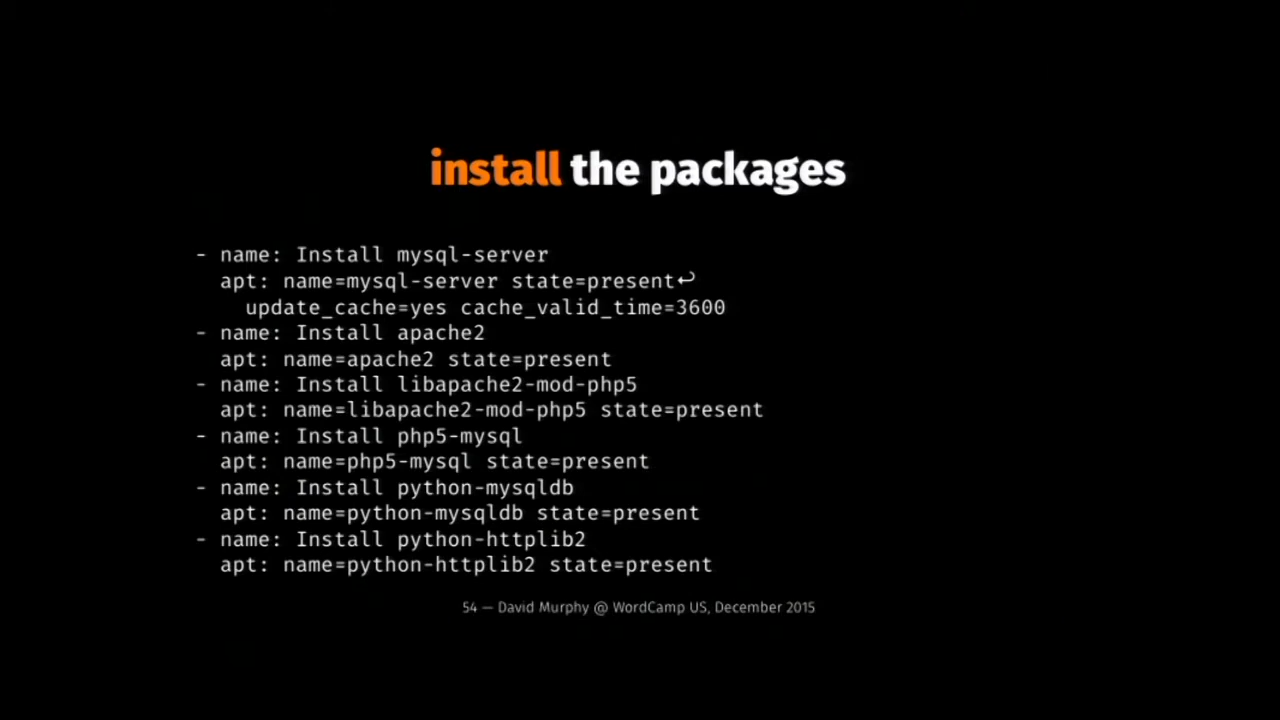 install the packages
- name: Install mysql-server
apt: name=mysql-server state=present↩
update_cache=yes cache_valid_time=3600
- name: Install apache2
apt: name=apache2 state=present
- name: Install libapache2-mod-php5
apt: name=libapache2-mod-php5 state=present
- name: Install php5-mysql
apt: name=php5-mysql state=present
- name: Install python-mysqldb
apt: name=python-mysqldb state=present
- name: Install python-httplib2
apt: name=python-httplib2 state=present
54 — David Murphy @ WordCamp US, December 2015